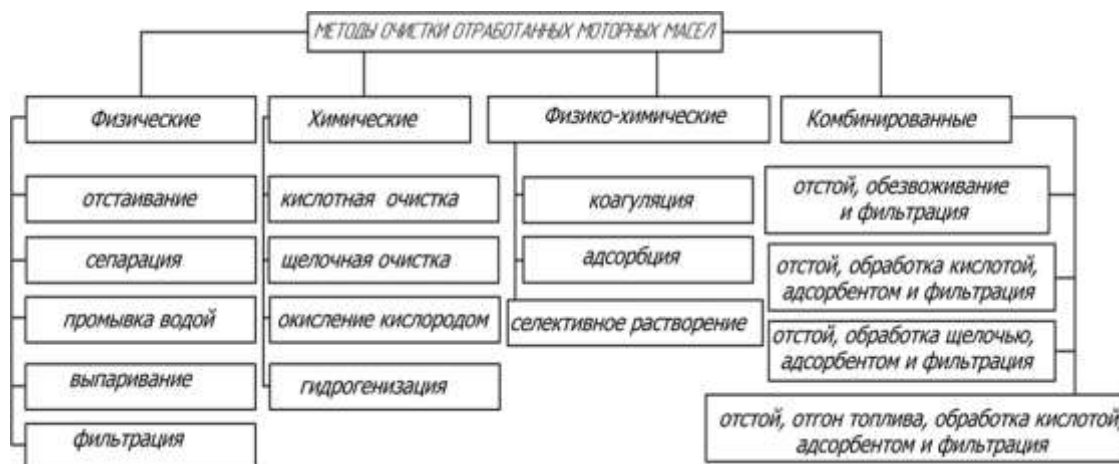 МЕТОДЫ ОЧИСТКИ ОТРАБОТАННЫХ МОТОРНЫХ МАСЕЛ
Физические
отстаивание
сепарация
промывка водой
выпаривание
фильтрация
Химические
кислотная очистка
щелочная очистка
окисление кислородом
гидрогенизация
Физико-химические
коагуляция
адсорбция
селективное растворение
Комбинированные
отстой, обезвоживание
и фильтрация
отстой, обработка кислотой,
адсорбентом и фильтрация
отстой, обработка щелочью,
адсорбентом и фильтрация
отстой, отгон топлива, обработка кислотой,
адсорбентом и фильтрация